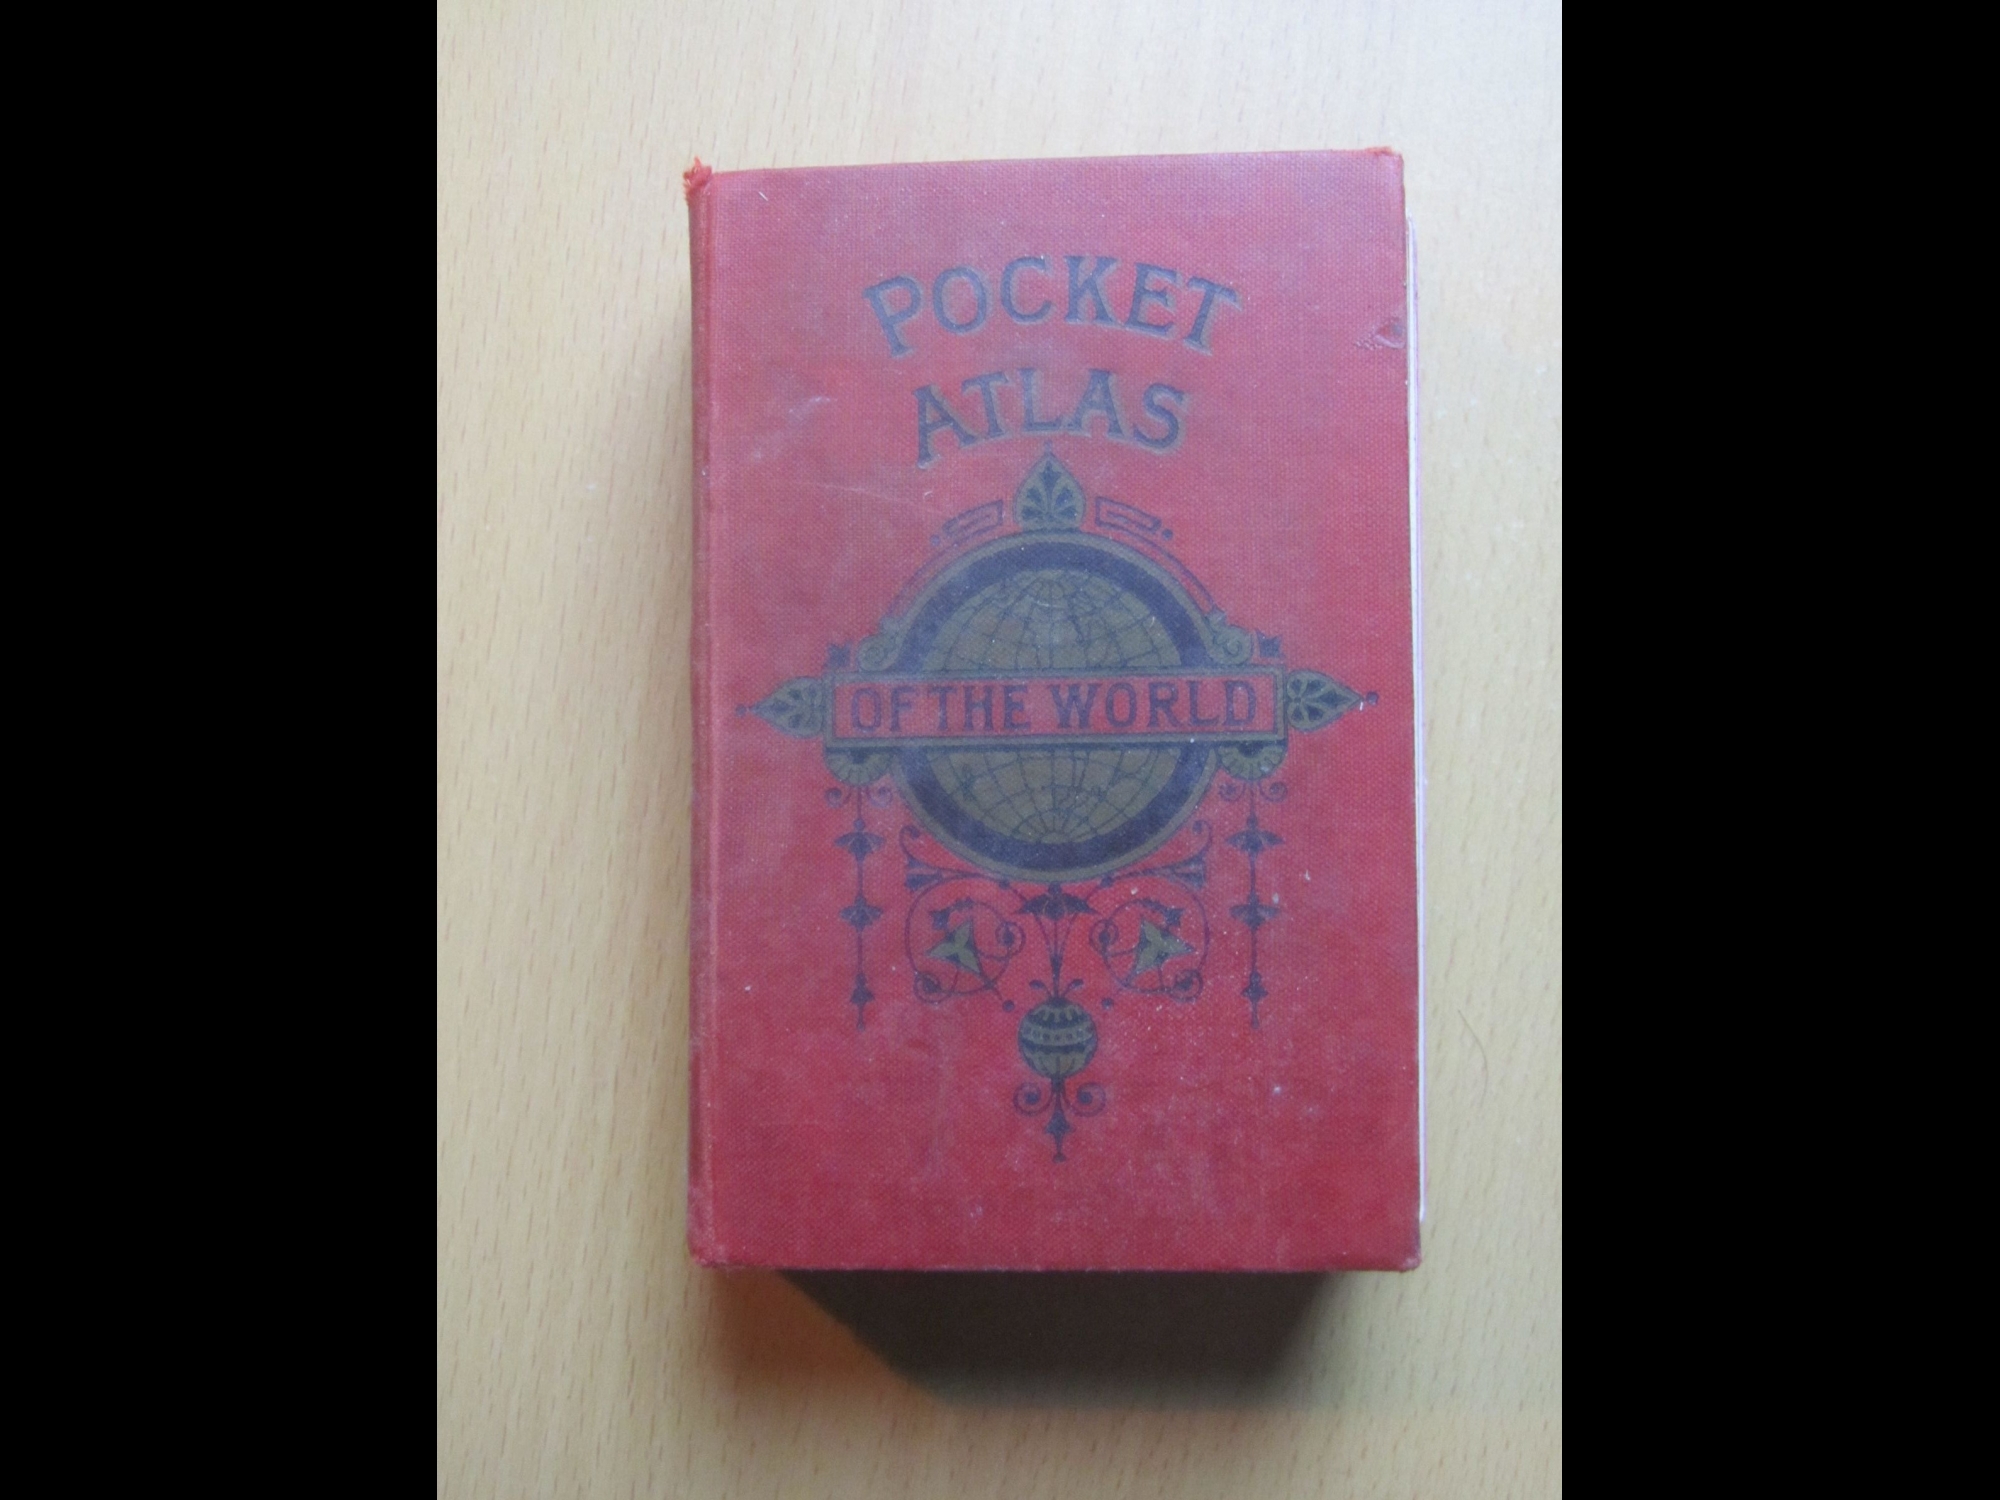 POCKET
ATLAS
OF THE WORLD